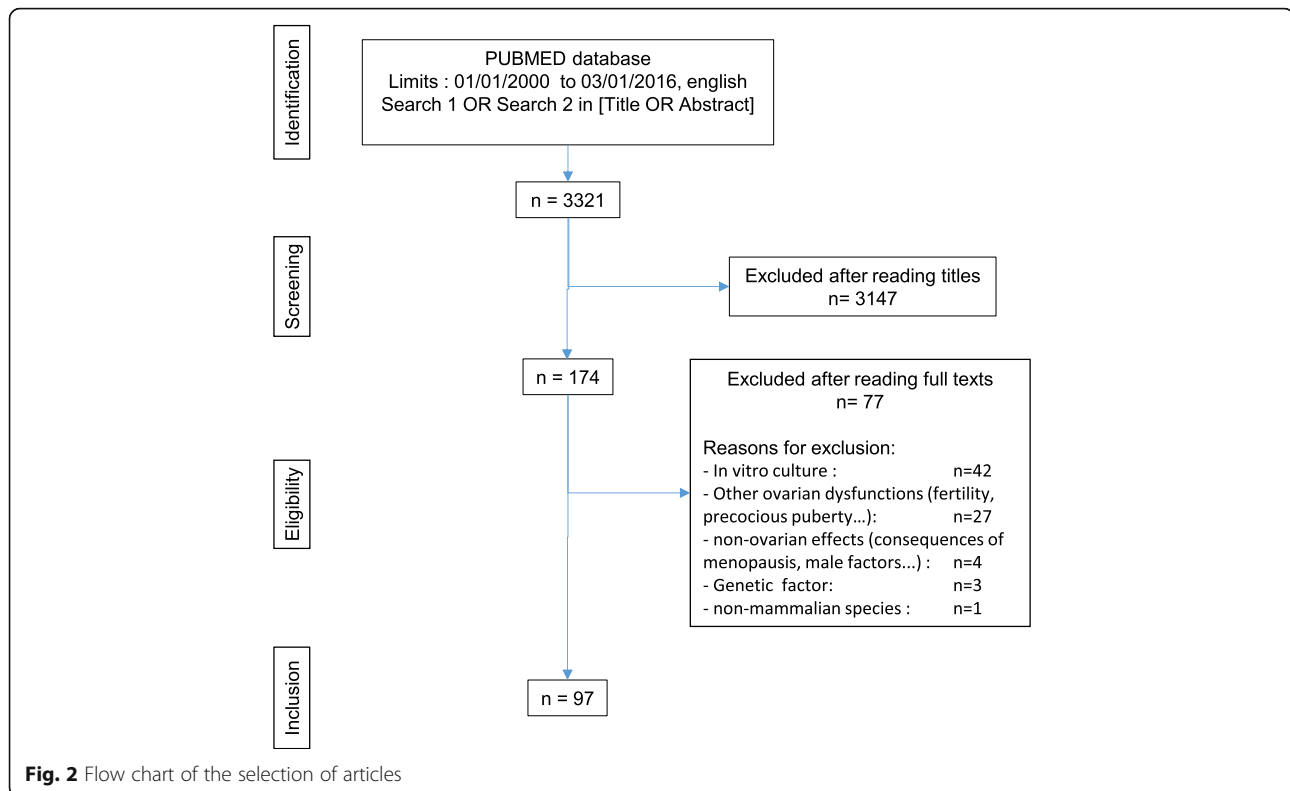 Identification
PUBMED database
Limits : 01/01/2000 to 03/01/2016, english
Search 1 OR Search 2 in [Title OR Abstract]
n = 3321
Screening
Excluded after reading titles
n= 3147
n = 174
Eligibility
Excluded after reading full texts
n= 77
Reasons for exclusion:
- In vitro culture : n=42
- Other ovarian dysfunctions (fertility,
precocious puberty…): n=27
- non-ovarian effects (consequences of
menopausis, male factors...) : n=4
- Genetic factor: n=3
- non-mammalian species : n=1
Inclusion
n = 97
Fig. 2 Flow chart of the selection of articles